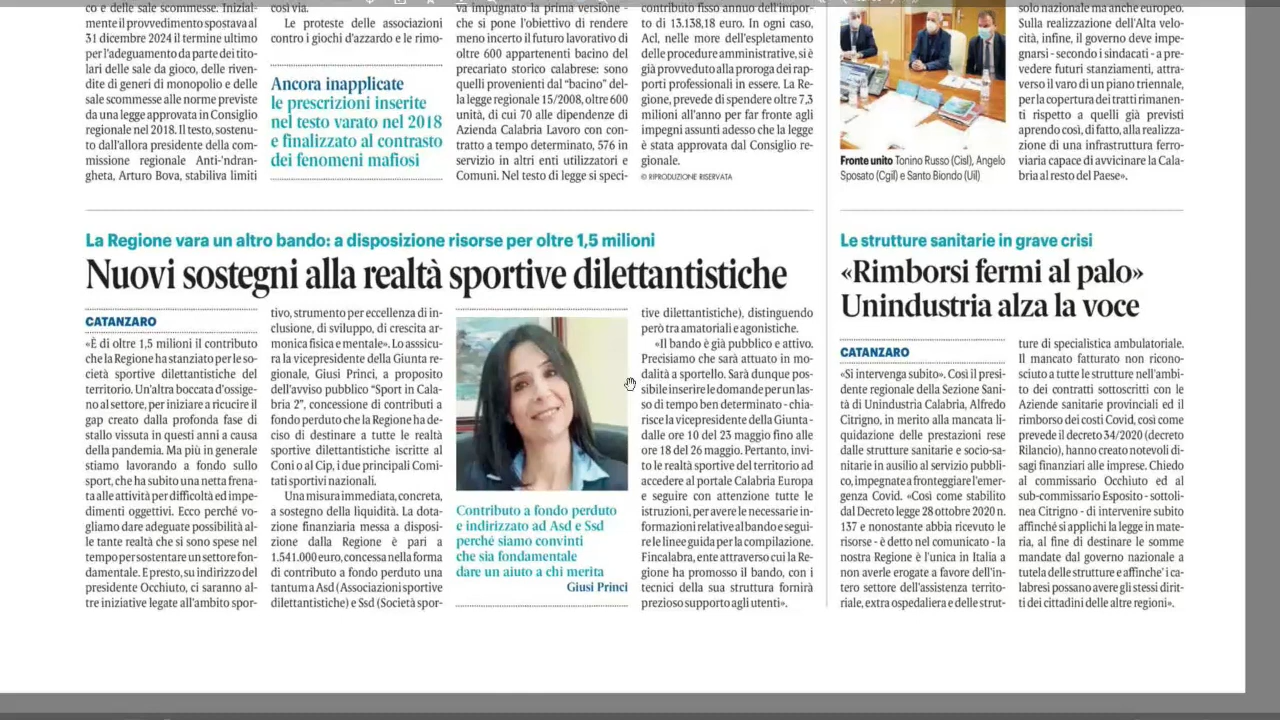 co e delle sale scommesse. Inizial-
mente il provvedimento spostava al
31 dicembre 2024 il termine ultimo
per l'adeguamento da parte dei tito-
lari delle sale da gioco, delle riven-
dite di generi di monopolio e delle
sale scommesse alle norme previste
da una legge approvata in Consiglio
regionale nel 2018. Il testo, sostenu-
to dall'allora presidente della com-
missione regionale Anti-'ndran-
gheta, Arturo Bova, stabiliva limiti
così via.
Le proteste delle associazioni
contro i giochi d'azzardo e le rimo-
Ancora inapplicate
le prescrizioni inserite
nel testo varato nel 2018
e finalizzato al contrasto
dei fenomeni mafiosi
va impugnato la prima versione -
che si pone l'obiettivo di rendere
meno incerto il futuro lavorativo di
oltre 600 appartenenti bacino del
precariato storico calabrese: sono
quelli provenienti dal "bacino" del-
la legge regionale 15/2008, oltre 600
unità, di cui 70 alle dipendenze di
Azienda Calabria Lavoro con con-
tratto a tempo determinato, 576 in
servizio in altri enti utilizzatori e
Comuni. Nel testo di legge si speci-
contributo fisso annuo dell'impor-
to di 13.138,18 euro. In ogni caso,
Acl, nelle more dell'espletamento
delle procedure amministrative, si è
già provveduto alla proroga dei rap-
porti professionali in essere. La Re-
gione, prevede di spendere oltre 7,3
milioni all'anno per far fronte agli
impegni assunti adesso che la legge
è stata approvata dal Consiglio re-
gionale.
© RIPRODUZIONE RISERVATA
Fronte unito Tonino Russo (Cisl), Angelo
Sposato (Cgil) e Santo Biondo (Uil)
solo nazionale ma anche europeo.
Sulla realizzazione dell'Alta velo-
cità, infine, il governo deve impe-
gnarsi - secondo i sindacati - a pre-
vedere futuri stanziamenti, attra-
verso il varo di un piano triennale,
per la copertura dei tratti rimanen-
ti rispetto a quelli già previsti
aprendo così, di fatto, alla realizza-
zione di una infrastruttura ferro-
viaria capace di avvicinare la Cala-
bria al resto del Paese».
La Regione vara un altro bando: a disposizione risorse per oltre 1,5 milioni
Nuovi sostegni alla realtà sportive dilettantistiche
CATANZARO
«È di oltre 1,5 milioni il contributo
che la Regione ha stanziato per le so-
cietà sportive dilettantistiche del
territorio. Un'altra boccata d'ossige-
no al settore, per iniziare a ricucire il
gap creato dalla profonda fase di
stallo vissuta in questi anni a causa
della pandemia. Ma più in generale
stiamo lavorando a fondo sullo
sport, che ha subito una netta frena-
ta alle attività per difficoltà ed impe-
dimenti oggettivi. Ecco perché vo-
gliamo dare adeguate possibilità al-
le tante realtà che si sono spese nel
tempo per sostentare un settore fon-
damentale. E presto, su indirizzo del
presidente Occhiuto, ci saranno al-
tre iniziative legate all'ambito spor-
tivo, strumento per eccellenza di in-
clusione, di sviluppo, di crescita ar-
monica fisica e mentale». Lo assicu-
ra la vicepresidente della Giunta re-
gionale, Giusi Princi, a proposito
dell'avviso pubblico "Sport in Cala-
bria 2", concessione di contributi a
fondo perduto che la Regione ha de-
ciso di destinare a tutte le realtà
sportive dilettantistiche iscritte al
Coni o al Cip, i due principali Comi-
tati sportivi nazionali.
Una misura immediata, concreta,
a sostegno della liquidità. La dota-
zione finanziaria messa a disposi-
zione dalla Regione è pari a
1.541.000 euro, concessa nella forma
di contributo a fondo perduto una
tantum a Asd (Associazioni sportive
dilettantistiche) e Ssd (Società spor-
Contributo a fondo perduto
e indirizzato ad Asd e Ssd
perché siamo convinti
che sia fondamentale
dare un aiuto a chi merita
Giusi Princi
tive dilettantistiche), distinguendo
però tra amatoriali e agonistiche.
«Il bando è già pubblico e attivo.
Precisiamo che sarà attuato in mo-
dalità a sportello. Sarà dunque pos-
sibile inserire le domande per un las-
so di tempo ben determinato - chia-
risce la vicepresidente della Giunta -
dalle ore 10 del 23 maggio fino alle
ore 18 del 26 maggio. Pertanto, invi-
to le realtà sportive del territorio ad
accedere al portale Calabria Europa
e seguire con attenzione tutte le
istruzioni, per avere le necessarie in-
formazioni relative al bando e segui-
re le linee guida per la compilazione.
Fincalabra, ente attraverso cui la Re-
gione ha promosso il bando, con i
tecnici della sua struttura fornirà
prezioso supporto agli utenti».
Le strutture sanitarie in grave crisi
«Rimborsi fermi al palo»
Unindustria alza la voce
CATANZARO
«Si intervenga subito». Così il presi-
dente regionale della Sezione Sani-
tà di Unindustria Calabria, Alfredo
Citrigno, in merito alla mancata li-
quidazione delle prestazioni rese
dalle strutture sanitarie e socio-sa-
nitarie in ausilio al servizio pubbli-
co, impegnate a fronteggiare l'emer-
genza Covid. «Così come stabilito
dal Decreto legge 28 ottobre 2020 n.
137 e nonostante abbia ricevuto le
risorse - è detto nel comunicato - la
nostra Regione è l'unica in Italia a
non averle erogate a favore dell'in-
tero settore dell'assistenza territo-
riale, extra ospedaliera e delle strut-
ture di specialistica ambulatoriale.
Il mancato fatturato non ricono-
sciuto a tutte le strutture nell'ambi-
to dei contratti sottoscritti con le
Aziende sanitarie provinciali ed il
rimborso dei costi Covid, così come
prevede il decreto 34/2020 (decreto
Rilancio), hanno creato notevoli di-
sagi finanziari alle imprese. Chiedo
al commissario Occhiuto ed al
sub-commissario Esposito - sottoli-
nea Citrigno - di intervenire subito
affinché si applichi la legge in mate-
ria, al fine di destinare le somme
mandate dal governo nazionale a
tutela delle strutture e affinche' i ca-
labresi possano avere gli stessi dirit-
ti dei cittadini delle altre regioni».